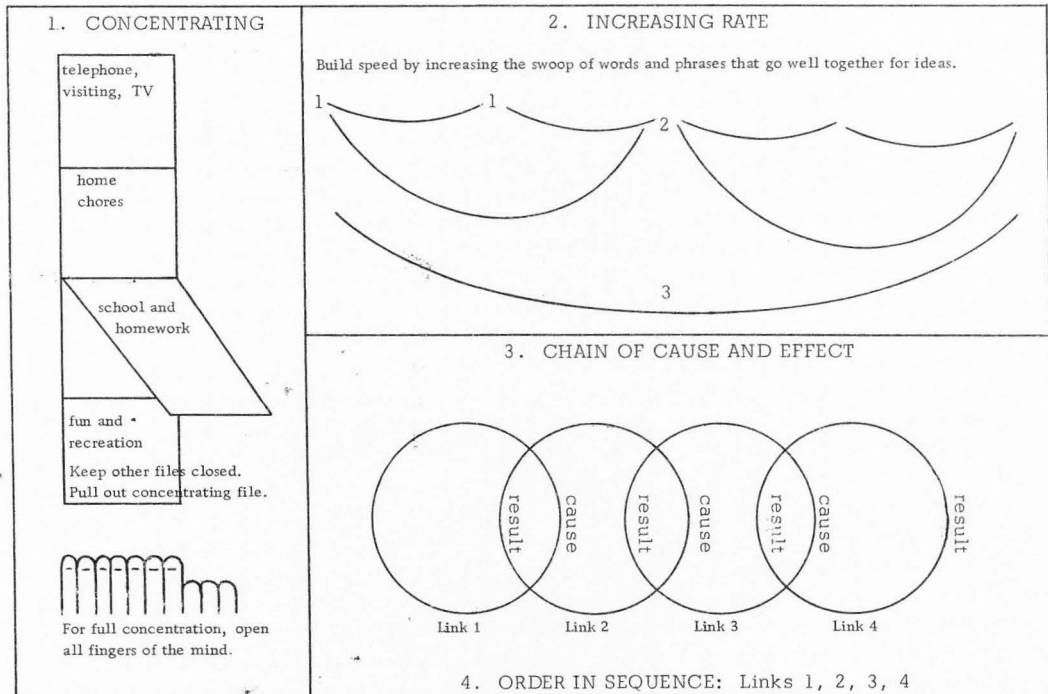 1. CONCENTRATING
telephone,
visiting, TV
home
chores
school and
homework
fun and
recreation
Keep other files closed.
Pull out concentrating file.
For full concentration, open
all fingers of the mind.
2. INCREASING RATE
Build speed by increasing the swoop of words and phrases that go well together for ideas.
1 1 2
3
3. CHAIN OF CAUSE AND EFFECT
result cause result cause result cause result
Link 1 Link 2 Link 3 Link 4
4. ORDER IN SEQUENCE: Links 1, 2, 3, 4